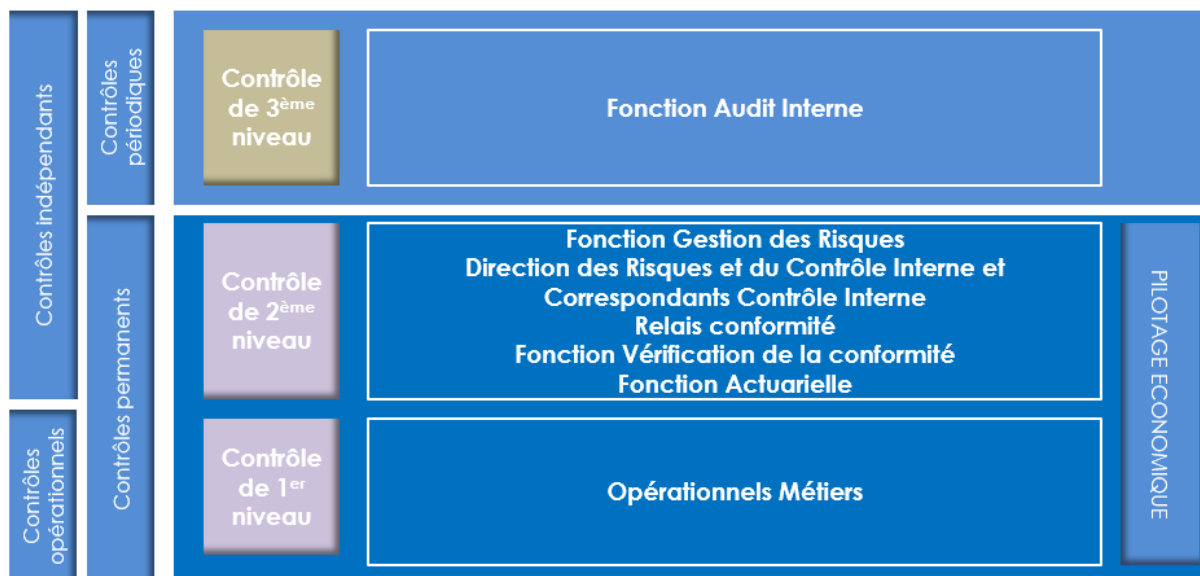 Contrôles indépendants
Contrôles
périodiques
Contrôle
de 3ème
niveau
Fonction Audit Interne
Contrôles permanents
Contrôle
de 2ème
niveau
Fonction Gestion des Risques
Direction des Risques et du Contrôle Interne et
Correspondants Contrôle Interne
Relais conformité
Fonction Vérification de la conformité
Fonction Actuarielle
PILOTAGE ECONOMIQUE
Contrôles
opérationnels
Contrôle
de 1er
niveau
Opérationnels Métiers